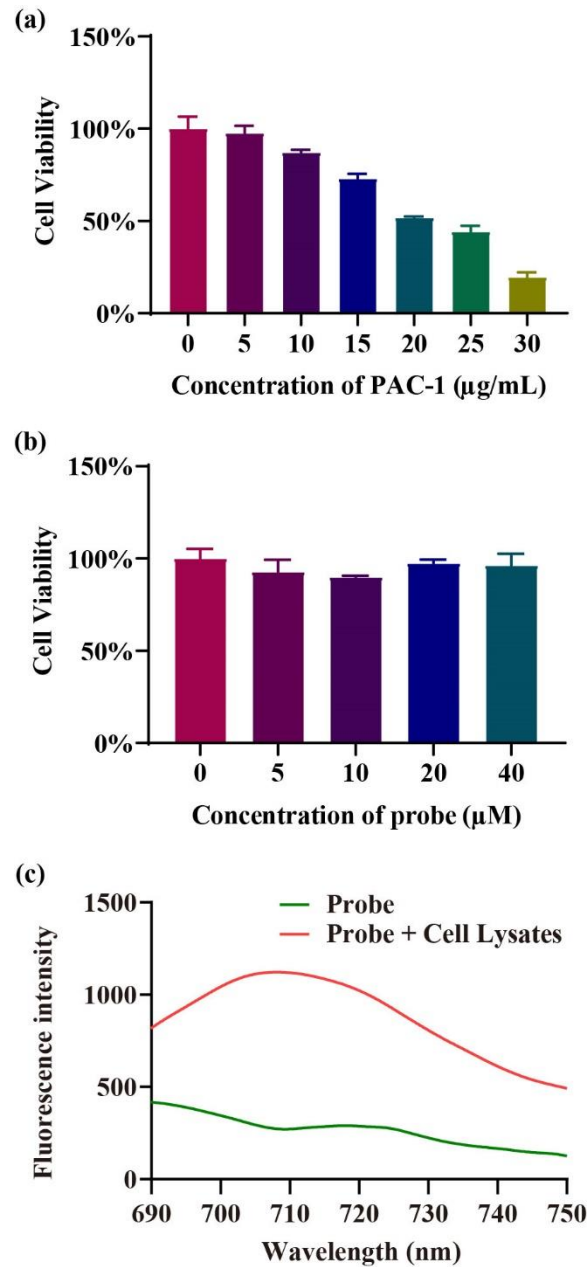 (a)
150%
100%
50%
0%
Cell Viability
0 5 10 15 20 25 30
Concentration of PAC-1 (µg/mL)
(b)
150%
100%
50%
0%
Cell Viability
0 5 10 20 40
Concentration of probe (µM)
(c)
Probe
Probe + Cell Lysates
1500
1000
500
0
Fluorescence intensity
690 700 710 720 730 740 750
Wavelength (nm)